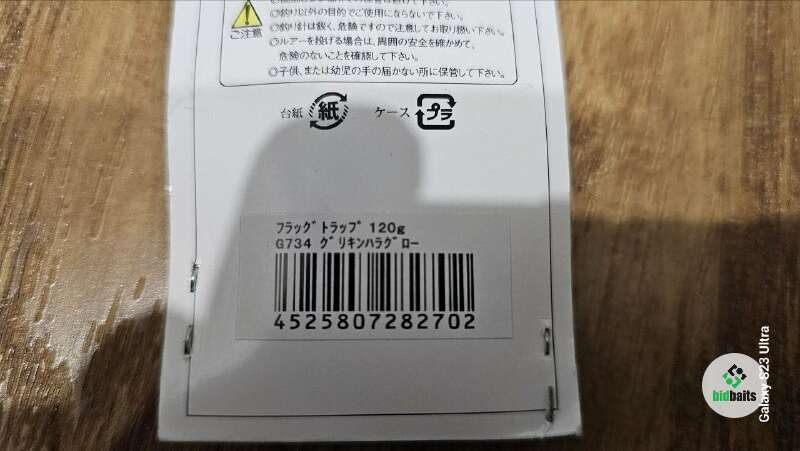 ◎釣り以外の目的でご使用にならないで下さい。
ご注意
◎釣り針は鋭く、危険ですので注意してお取り扱い下さい。
◎ルアーを投げる場合は、周囲の安全を確かめて、
危険のないことを確認して下さい。
◎子供、または幼児の手の届かない所に保管して下さい。
台紙 紙 ケース プラ
フラッグトラップ 120g
G734 グリキンハラグロー
4525807282702
bidbaits
Galaxy S23 Ultra